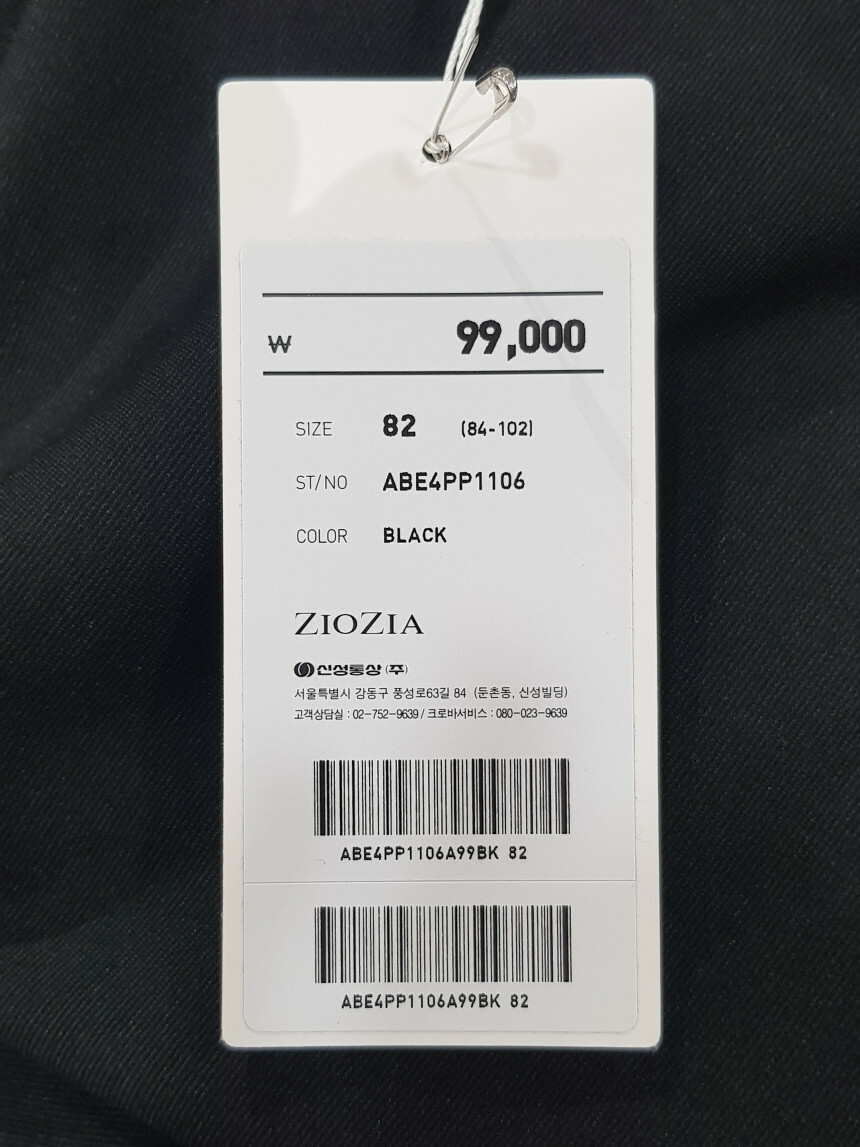 ₩ 99,000
SIZE 82 (84-102)
ST/NO ABE4PP1106
COLOR BLACK
ZIOZIA
신성통상(주)
서울특별시 강동구 풍성로63길 84 (둔촌동, 신성빌딩)
고객상담실 : 02-752-9639 / 크로바서비스 : 080-023-9639
ABE4PP1106A99BK 82
ABE4PP1106A99BK 82